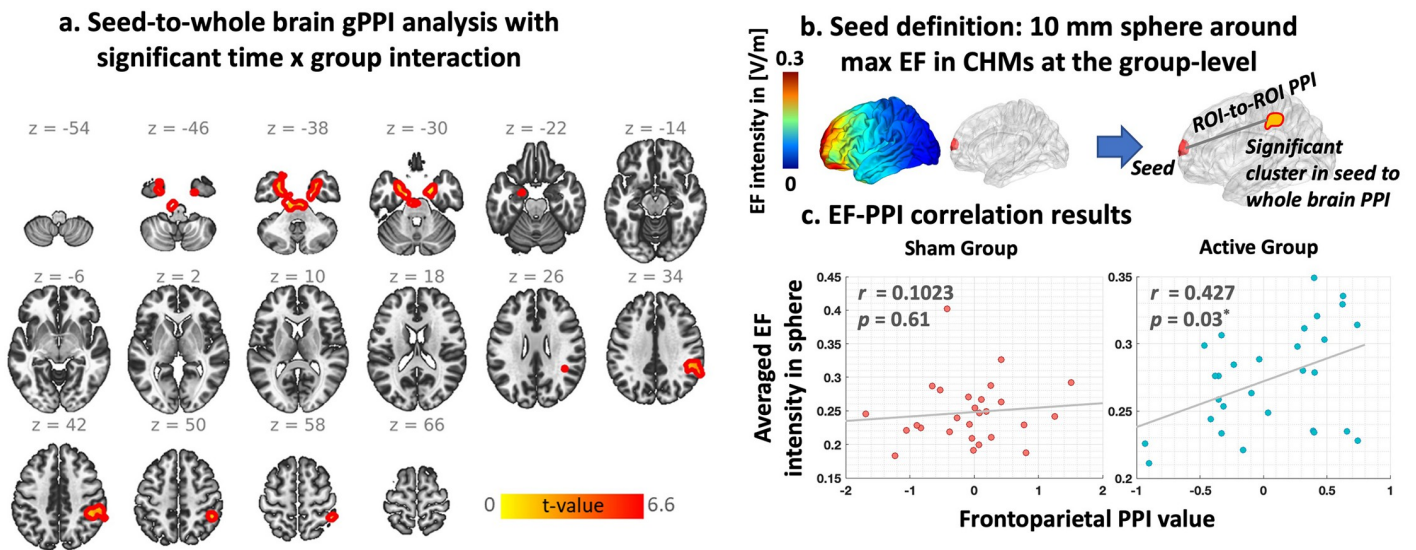 a. Seed-to-whole brain gPPI analysis with
significant time x group interaction
z = -54
z = -46
z = -38
z = -30
z = -22
z = -14
z = -6
z = 2
z = 10
z = 18
z = 26
z = 34
z = 42
z = 50
z = 58
z = 66
0
t-value
6.6
b. Seed definition: 10 mm sphere around
max EF in CHMs at the group-level
EF intensity in [V/m]
0.3
0
ROI-to-ROI PPI
Seed
Significant
cluster in seed to
whole brain PPI
c. EF-PPI correlation results
Sham Group
Active Group
Averaged EF
intensity in sphere
r = 0.1023
p = 0.61
0.45
0.4
0.35
0.3
0.25
0.2
0.15
-2
-1
0
1
2
r = 0.427
p = 0.03*
0.35
0.3
0.25
0.2
-1
-0.5
0
0.5
1
Frontoparietal PPI value